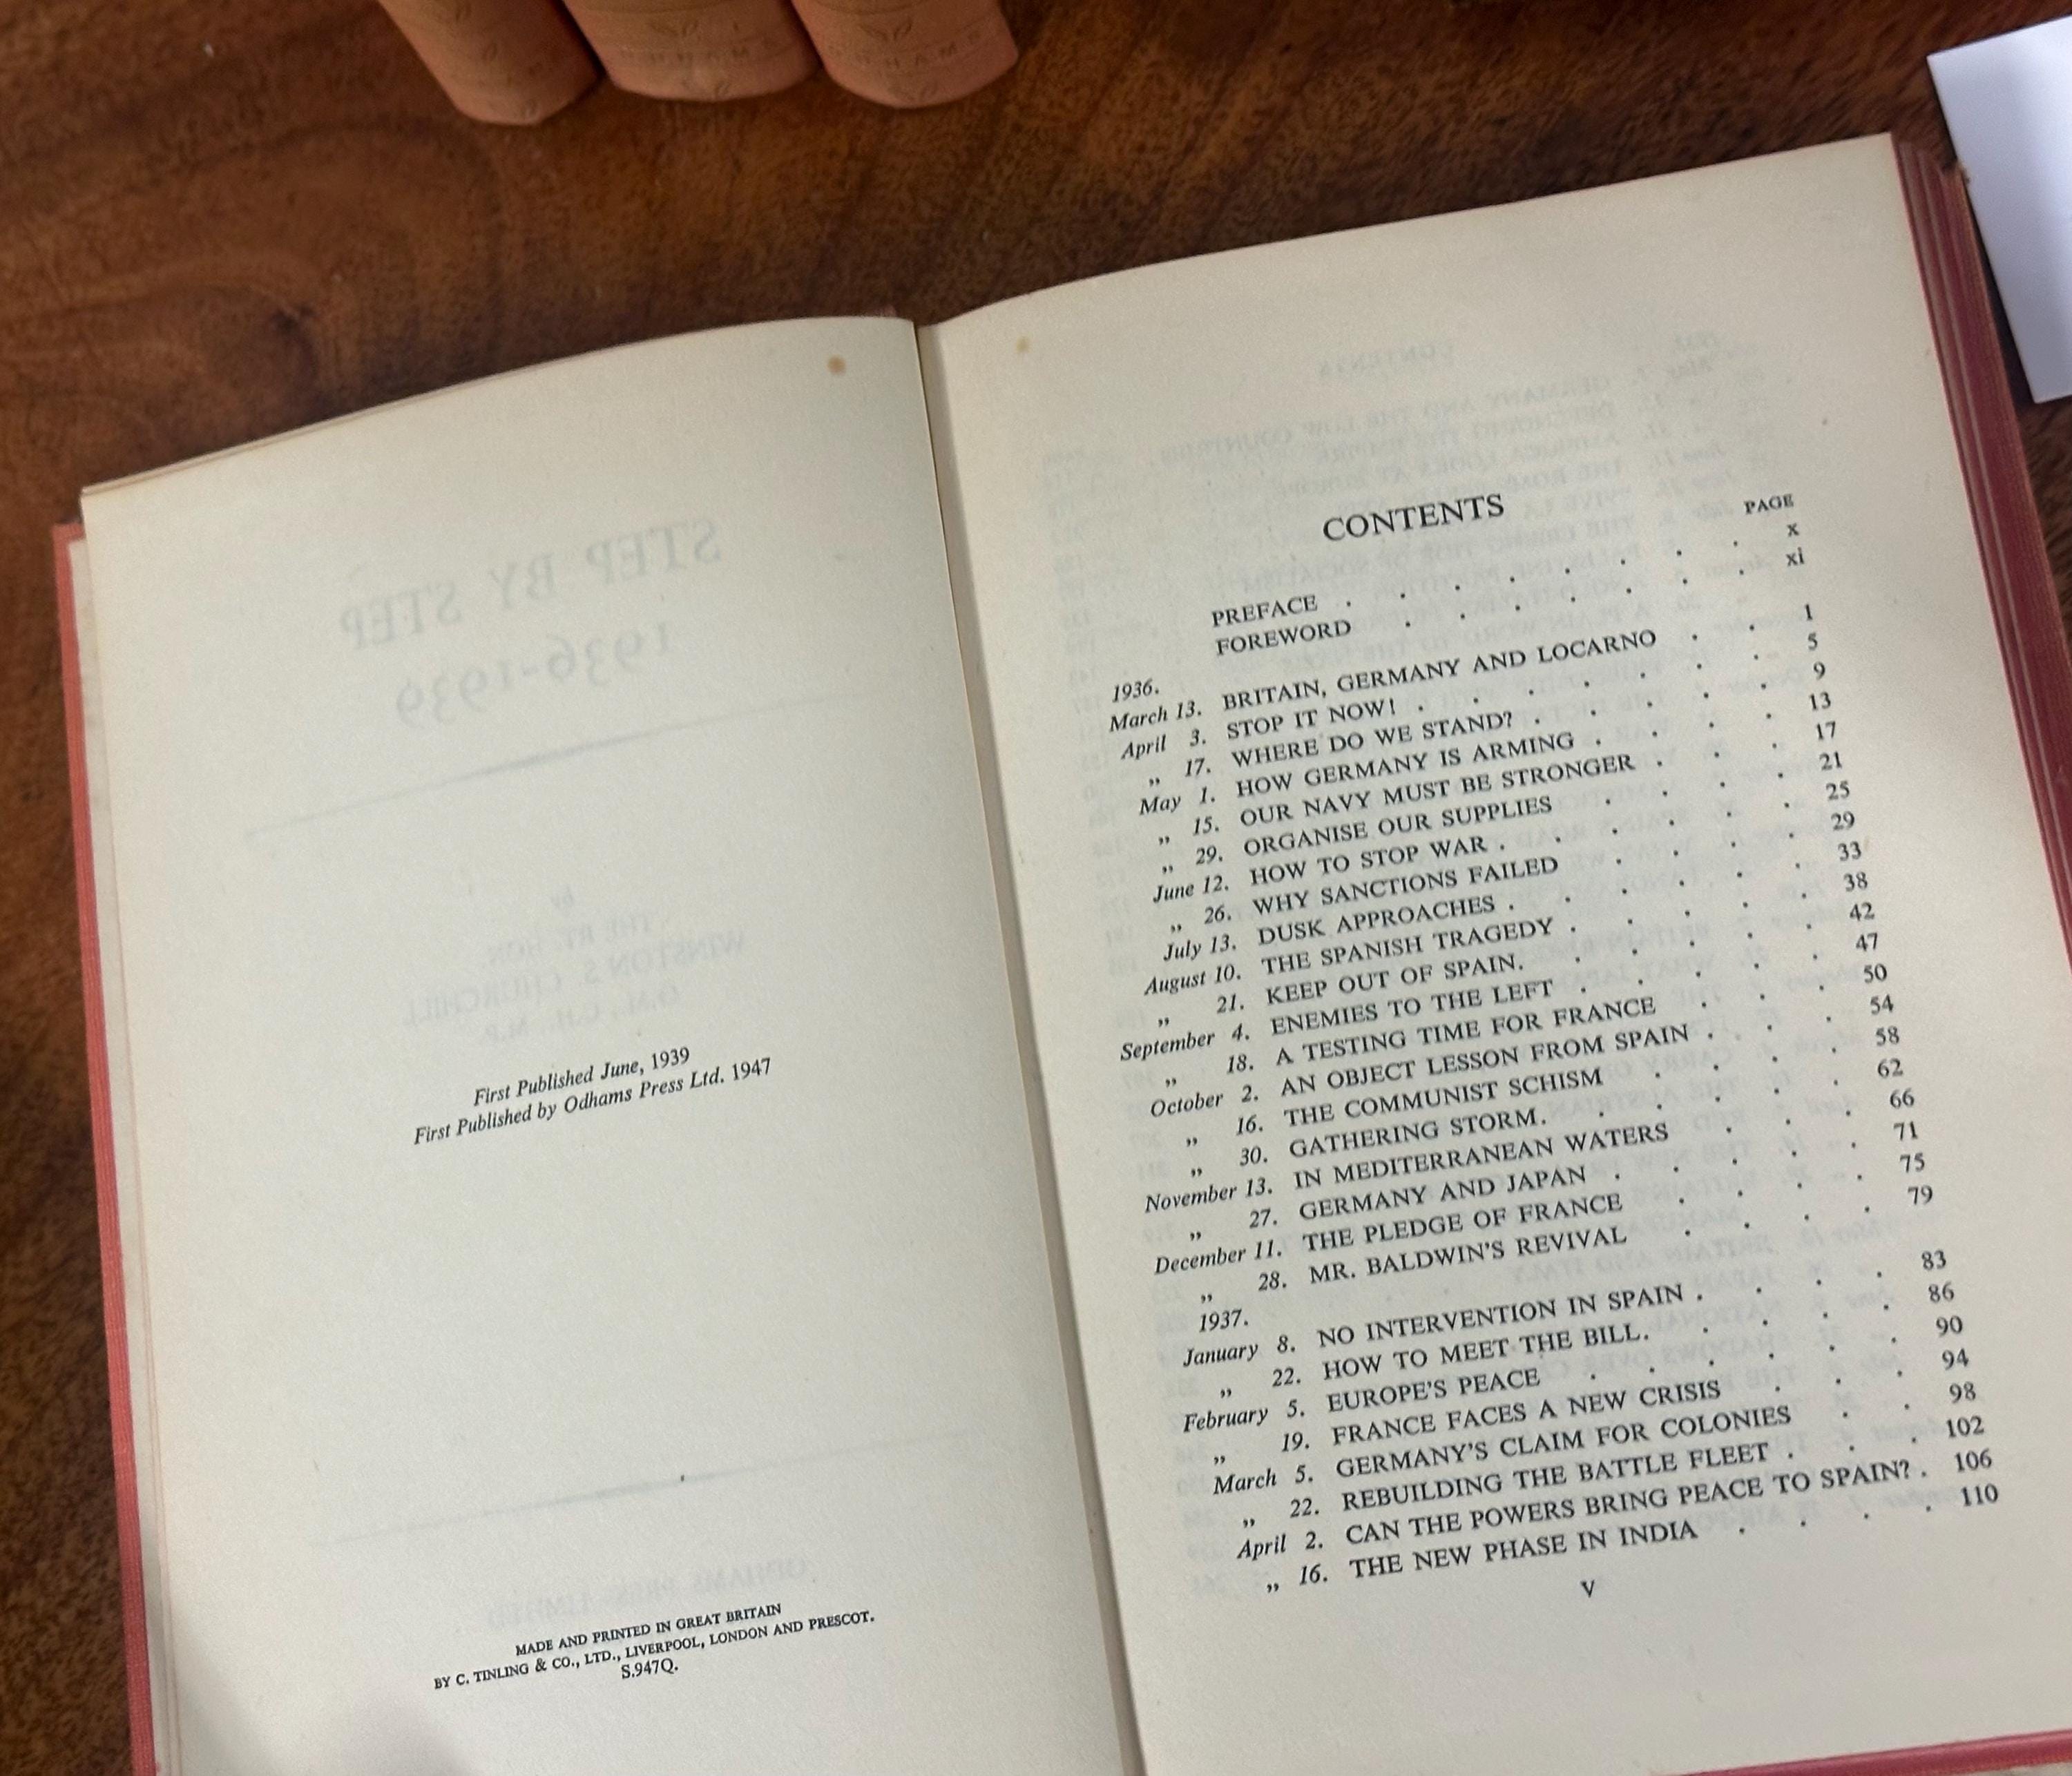 First Published June, 1939
First Published by Odhams Press Ltd. 1947
MADE AND PRINTED IN GREAT BRITAIN
BY C. TINLING & CO., LTD., LIVERPOOL, LONDON AND PRESCOT.
S.947Q.
CONTENTS
PAGE
PREFACE . . . . . . . . x
FOREWORD . . . . . . . xi
1936.
March 13. BRITAIN, GERMANY AND LOCARNO . . 1
April 3. STOP IT NOW! . . . . . . . 5
„ 17. WHERE DO WE STAND? . . . . . 9
May 1. HOW GERMANY IS ARMING . . . . 13
„ 15. OUR NAVY MUST BE STRONGER . . . 17
„ 29. ORGANISE OUR SUPPLIES . . . . 21
June 12. HOW TO STOP WAR . . . . . . 25
„ 26. WHY SANCTIONS FAILED . . . . 29
July 13. DUSK APPROACHES . . . . . . 33
August 10. THE SPANISH TRAGEDY . . . . . 38
„ 21. KEEP OUT OF SPAIN. . . . . . 42
September 4. ENEMIES TO THE LEFT . . . . . 47
„ 18. A TESTING TIME FOR FRANCE . . . 50
October 2. AN OBJECT LESSON FROM SPAIN . . . 54
„ 16. THE COMMUNIST SCHISM . . . . 58
„ 30. GATHERING STORM. . . . . . 62
November 13. IN MEDITERRANEAN WATERS . . . 66
„ 27. GERMANY AND JAPAN . . . . . 71
December 11. THE PLEDGE OF FRANCE . . . . 75
„ 28. MR. BALDWIN'S REVIVAL . . . . 79
1937.
January 8. NO INTERVENTION IN SPAIN . . . . 83
„ 22. HOW TO MEET THE BILL. . . . . 86
February 5. EUROPE'S PEACE . . . . . . 90
„ 19. FRANCE FACES A NEW CRISIS . . . 94
March 5. GERMANY'S CLAIM FOR COLONIES . . 98
„ 22. REBUILDING THE BATTLE FLEET . . . 102
April 2. CAN THE POWERS BRING PEACE TO SPAIN? . 106
„ 16. THE NEW PHASE IN INDIA . . . . 110
V